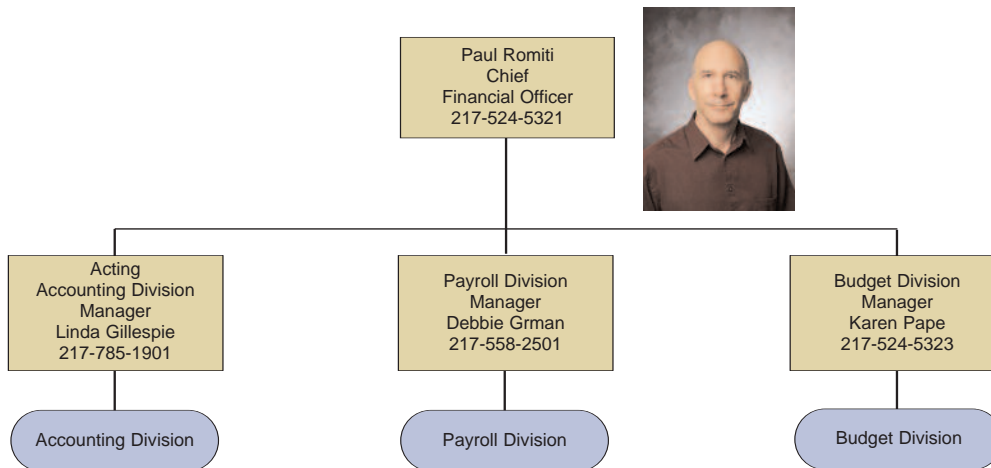 Paul Romiti
Chief
Financial Officer
217-524-5321
Acting
Accounting Division
Manager
Linda Gillespie
217-785-1901
Payroll Division
Manager
Debbie Grman
217-558-2501
Budget Division
Manager
Karen Pape
217-524-5323
Accounting Division
Payroll Division
Budget Division